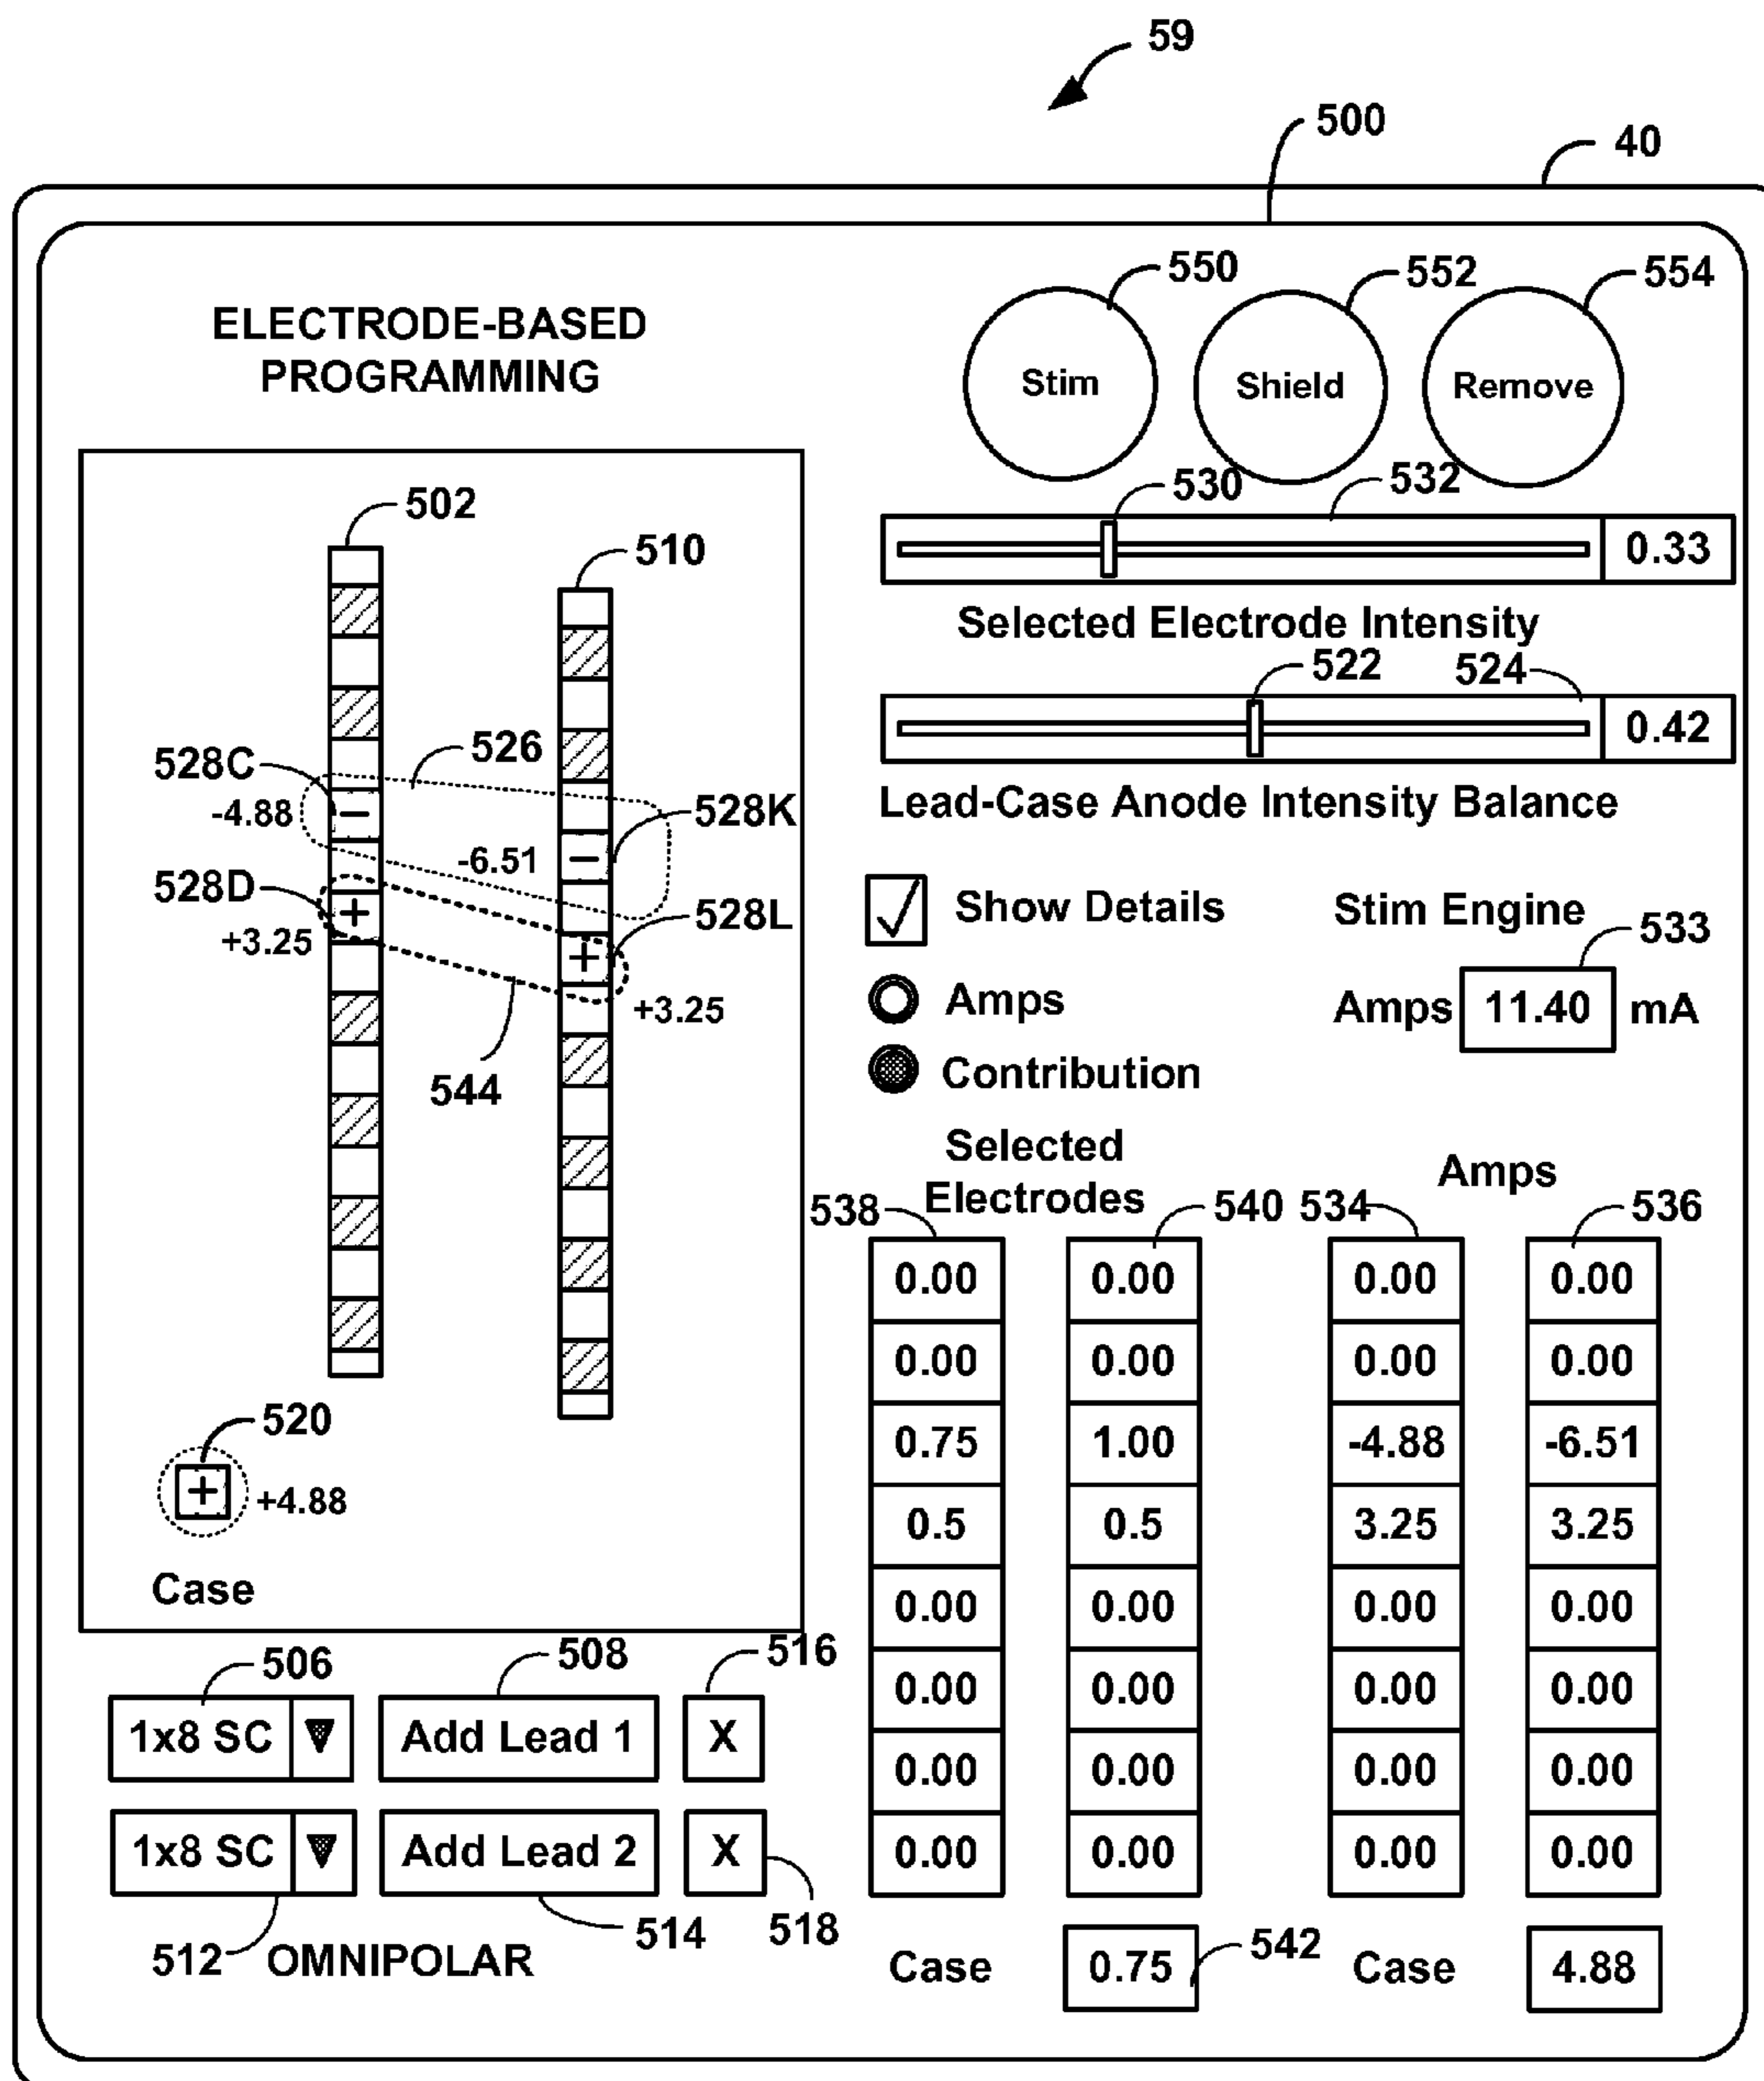 59
500
40
550
552
554
ELECTRODE-BASED
PROGRAMMING
Stim
Shield
Remove
530
532
502
510
0.33
Selected Electrode Intensity
522
524
0.42
Lead-Case Anode Intensity Balance
526
528C
-4.88
528K
-6.51
528D
528L
+3.25
+3.25
544
Show Details
Stim Engine
533
Amps
Amps
11.40
mA
Contribution
Selected
Electrodes
Amps
538
540
534
536
0.00 0.00 0.00 0.00
0.00 0.00 0.00 0.00
0.75 1.00 -4.88 -6.51
0.5 0.5 3.25 3.25
0.00 0.00 0.00 0.00
0.00 0.00 0.00 0.00
0.00 0.00 0.00 0.00
0.00 0.00 0.00 0.00
Case
0.75
542
Case
4.88
520
+
+4.88
Case
506
508
516
1x8 SC
Add Lead 1
X
1x8 SC
Add Lead 2
X
512
514
518
OMNIPOLAR